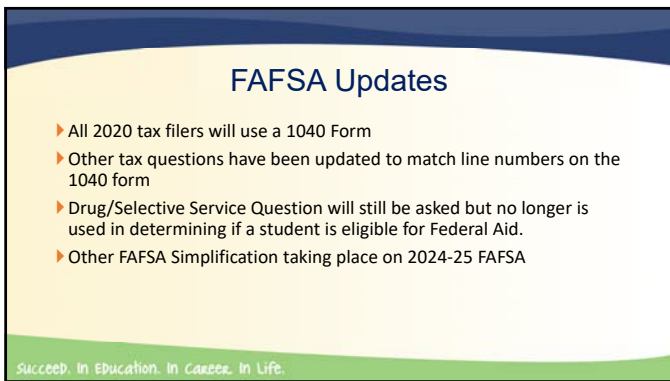 FAFSA Updates
All 2020 tax filers will use a 1040 Form
Other tax questions have been updated to match line numbers on the
1040 form
Drug/Selective Service Question will still be asked but no longer is
used in determining if a student is eligible for Federal Aid.
Other FAFSA Simplification taking place on 2024-25 FAFSA
Succeed. In Education. In Career. In Life.